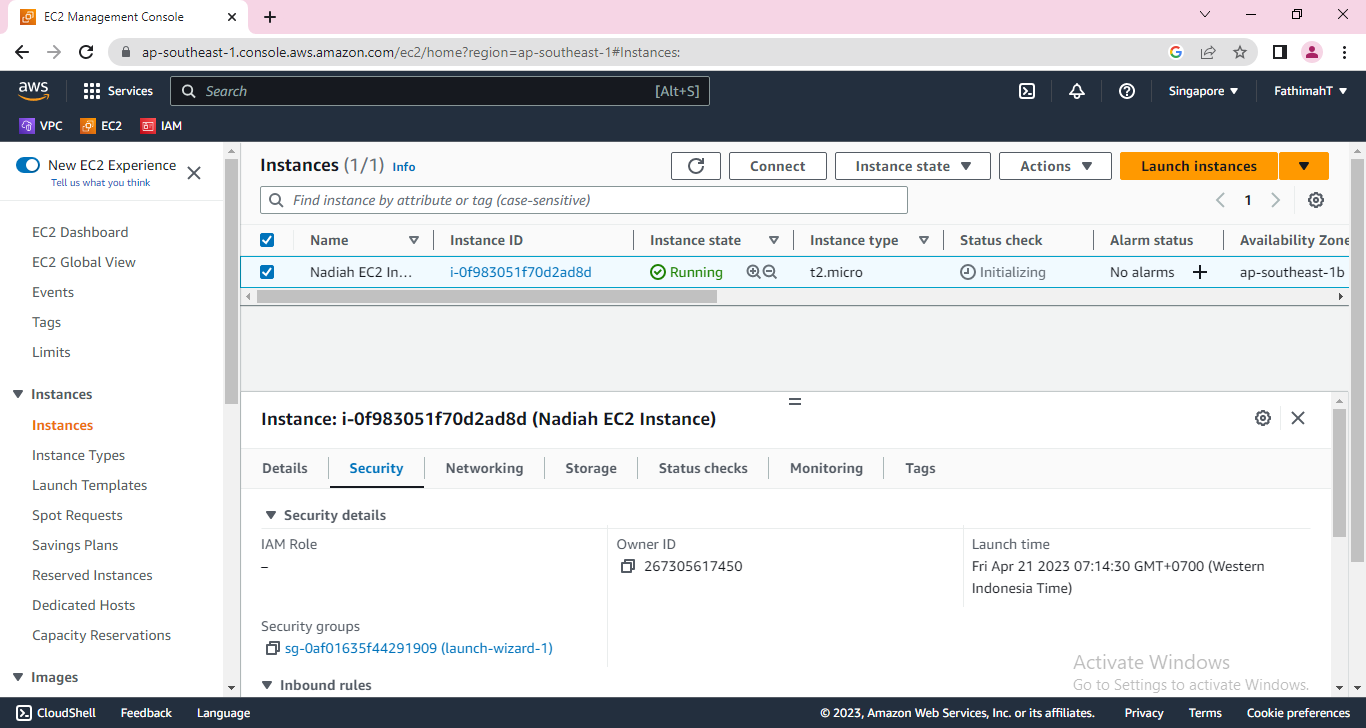 EC2 Management Console
ap-southeast-1.console.aws.amazon.com/ec2/home?region=ap-southeast-1#Instances:
aws
Services
Search
[Alt+S]
Singapore
FathimahT
VPC
EC2
IAM
New EC2 Experience
Tell us what you think
EC2 Dashboard
EC2 Global View
Events
Tags
Limits
Instances
Instances
Instance Types
Launch Templates
Spot Requests
Savings Plans
Reserved Instances
Dedicated Hosts
Capacity Reservations
Images
Instances (1/1) Info
Connect
Instance state
Actions
Launch instances
Find instance by attribute or tag (case-sensitive)
1
Name Instance ID Instance state Instance type Status check Alarm status Availability Zone
Nadiah EC2 In... i-0f983051f70d2ad8d Running t2.micro Initializing No alarms ap-southeast-1b
Instance: i-0f983051f70d2ad8d (Nadiah EC2 Instance)
Details Security Networking Storage Status checks Monitoring Tags
Security details
IAM Role
–
Owner ID
267305617450
Launch time
Fri Apr 21 2023 07:14:30 GMT+0700 (Western
Indonesia Time)
Security groups
sg-0af01635f44291909 (launch-wizard-1)
Inbound rules
Activate Windows
Go to Settings to activate Windows.
CloudShell Feedback Language © 2023, Amazon Web Services, Inc. or its affiliates. Privacy Terms Cookie preferences